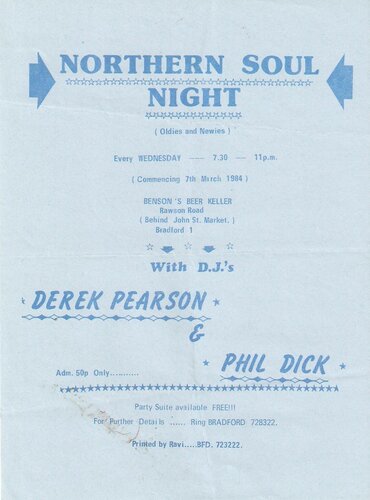 NORTHERN SOUL
NIGHT
( Oldies and Newies )
Every WEDNESDAY --- 7.30 - 11p.m.
( Commencing 7th March 1984 )
BENSON'S BEER KELLER
Rawson Road
( Behind John St. Market. )
Bradford 1
With D.J.'s
DEREK PEARSON
&
PHIL DICK
Adm. 50p Only..........
Party Suite available FREE!!!
For Further Details ...... Ring BRADFORD 728322.
Printed by Ravi.....BFD. 723222.